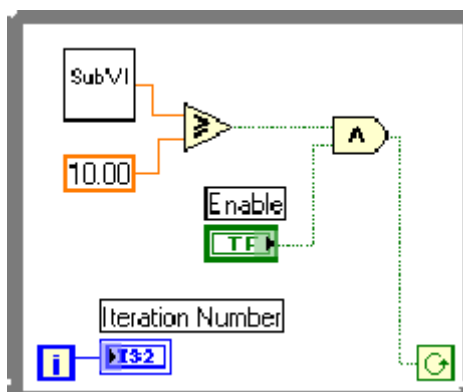 SubVI
≥
10.00
∧
Enable
TF
Iteration Number
i
I32